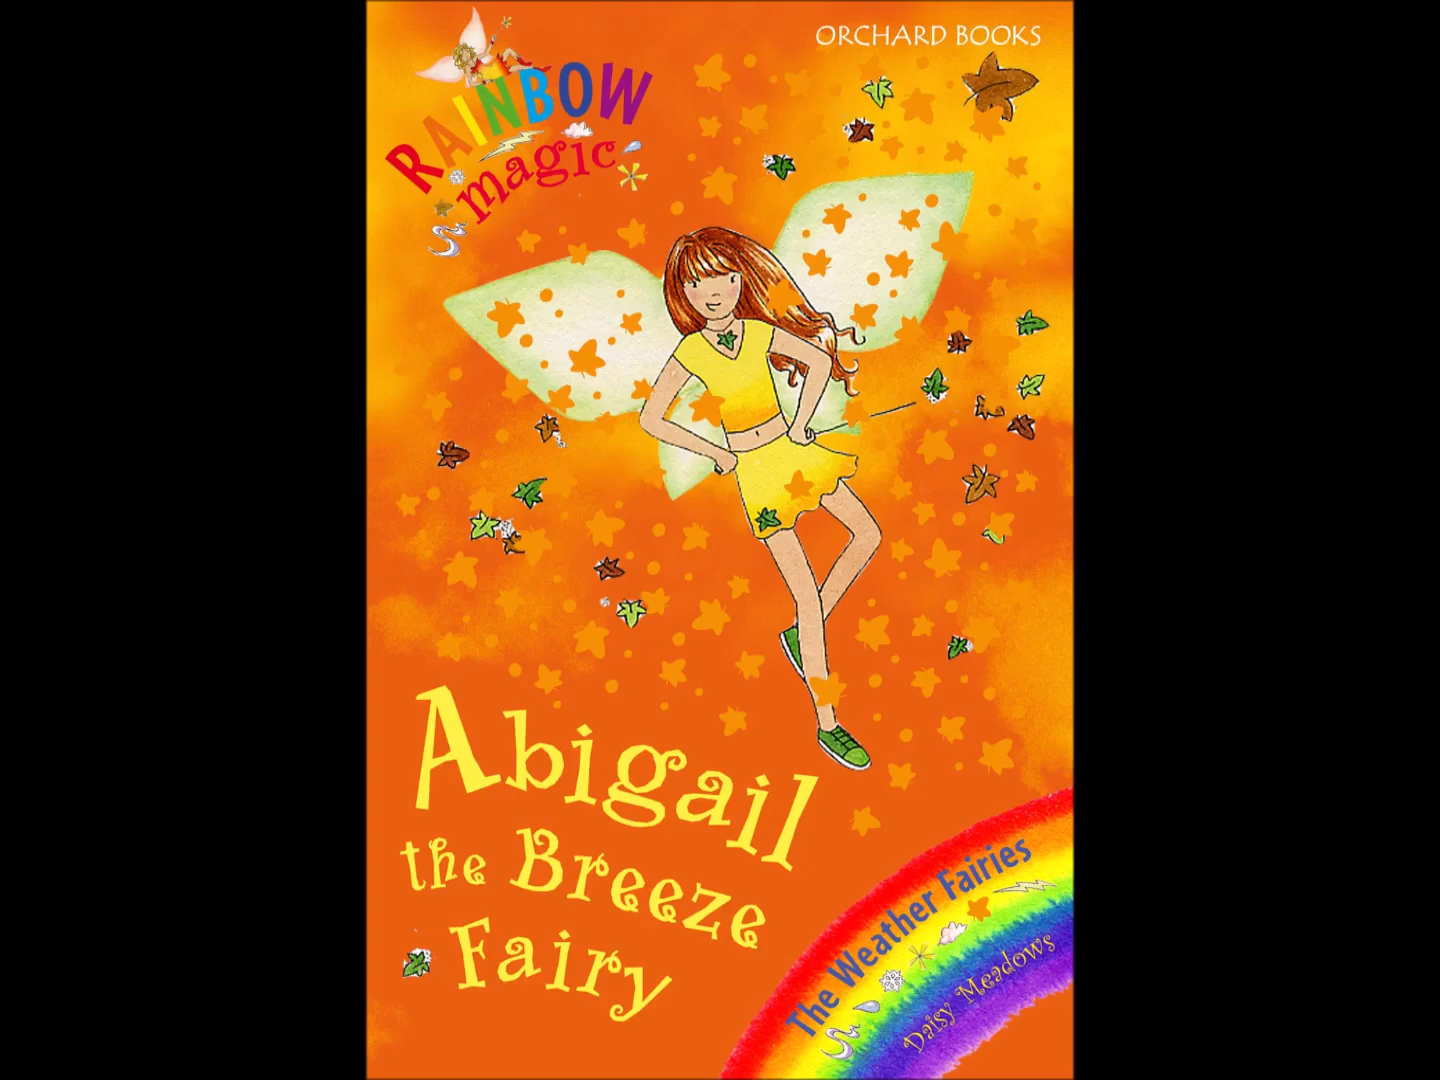 ORCHARD BOOKS
RAINBOW
magic
Abigail
the Breeze
Fairy
The Weather Fairies
Daisy Meadows